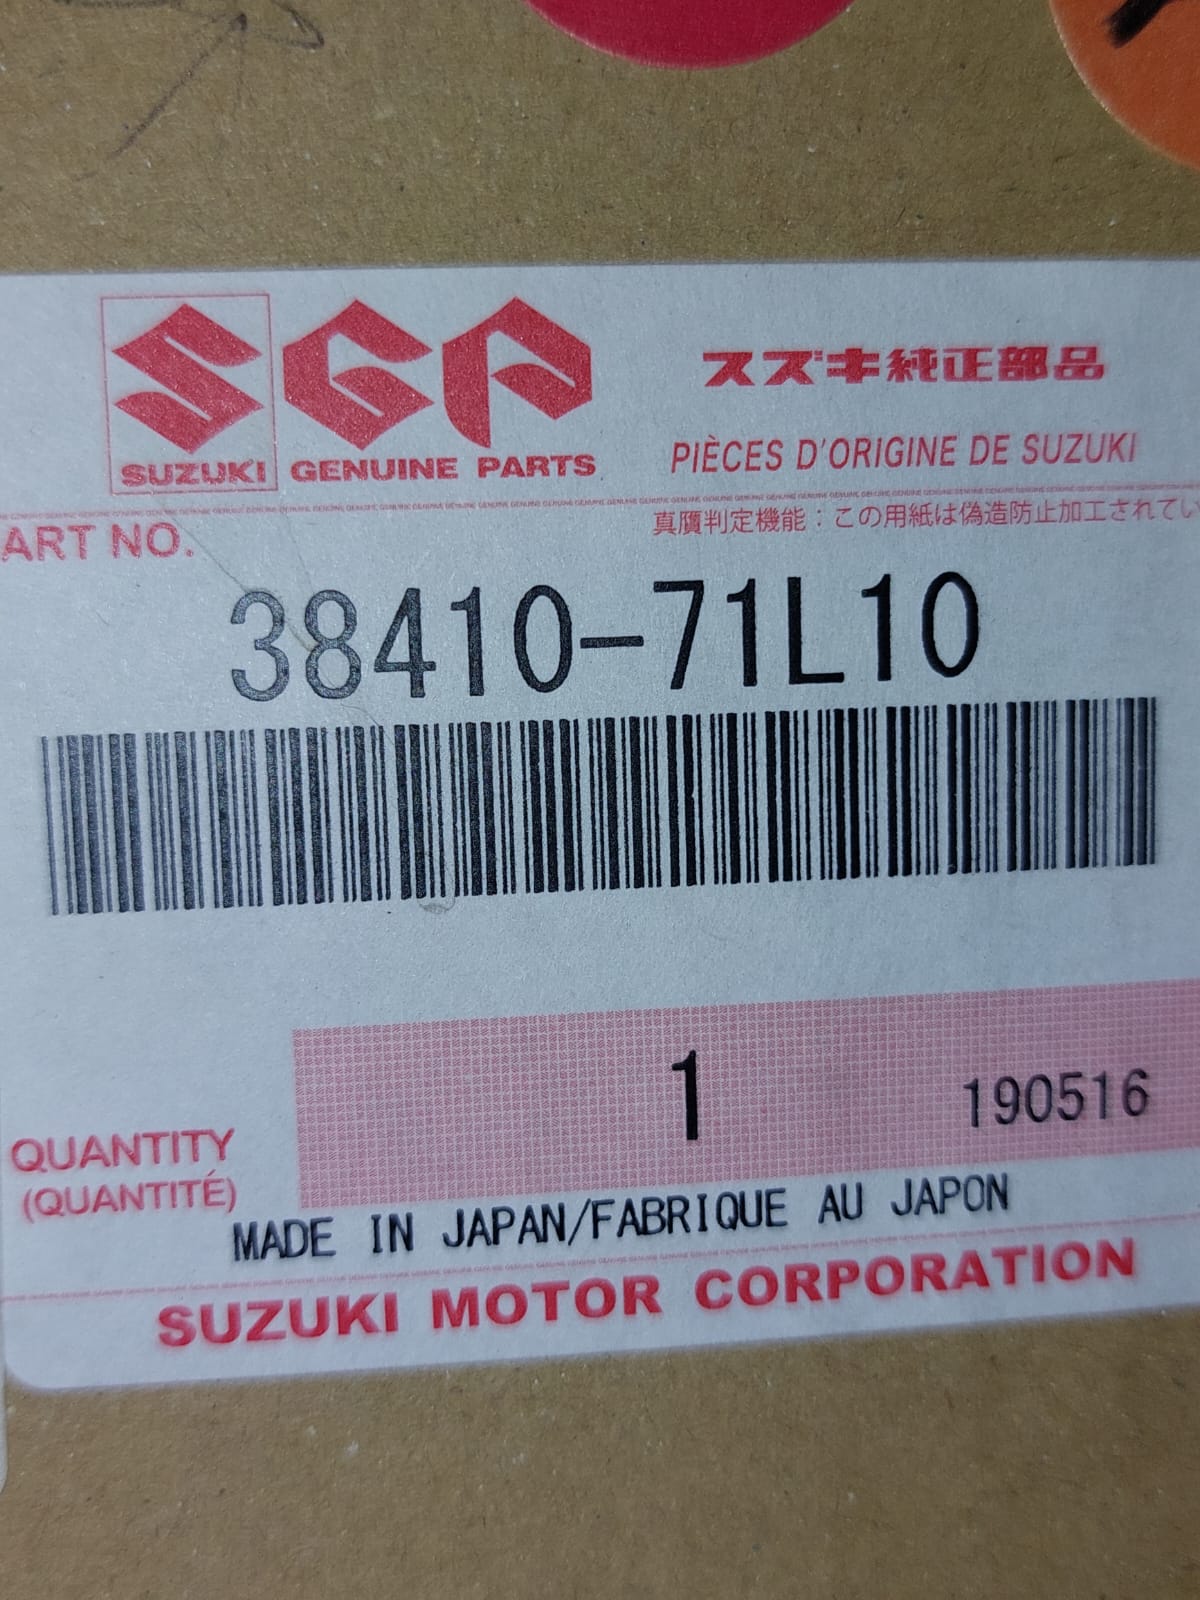 SUZUKI GENUINE PARTS
スズキ純正部品
PIÈCES D'ORIGINE DE SUZUKI
真贋判定機能：この用紙は偽造防止加工されてい
ART NO.
38410-71L10
1
190516
QUANTITY
(QUANTITÉ)
MADE IN JAPAN/FABRIQUE AU JAPON
SUZUKI MOTOR CORPORATION